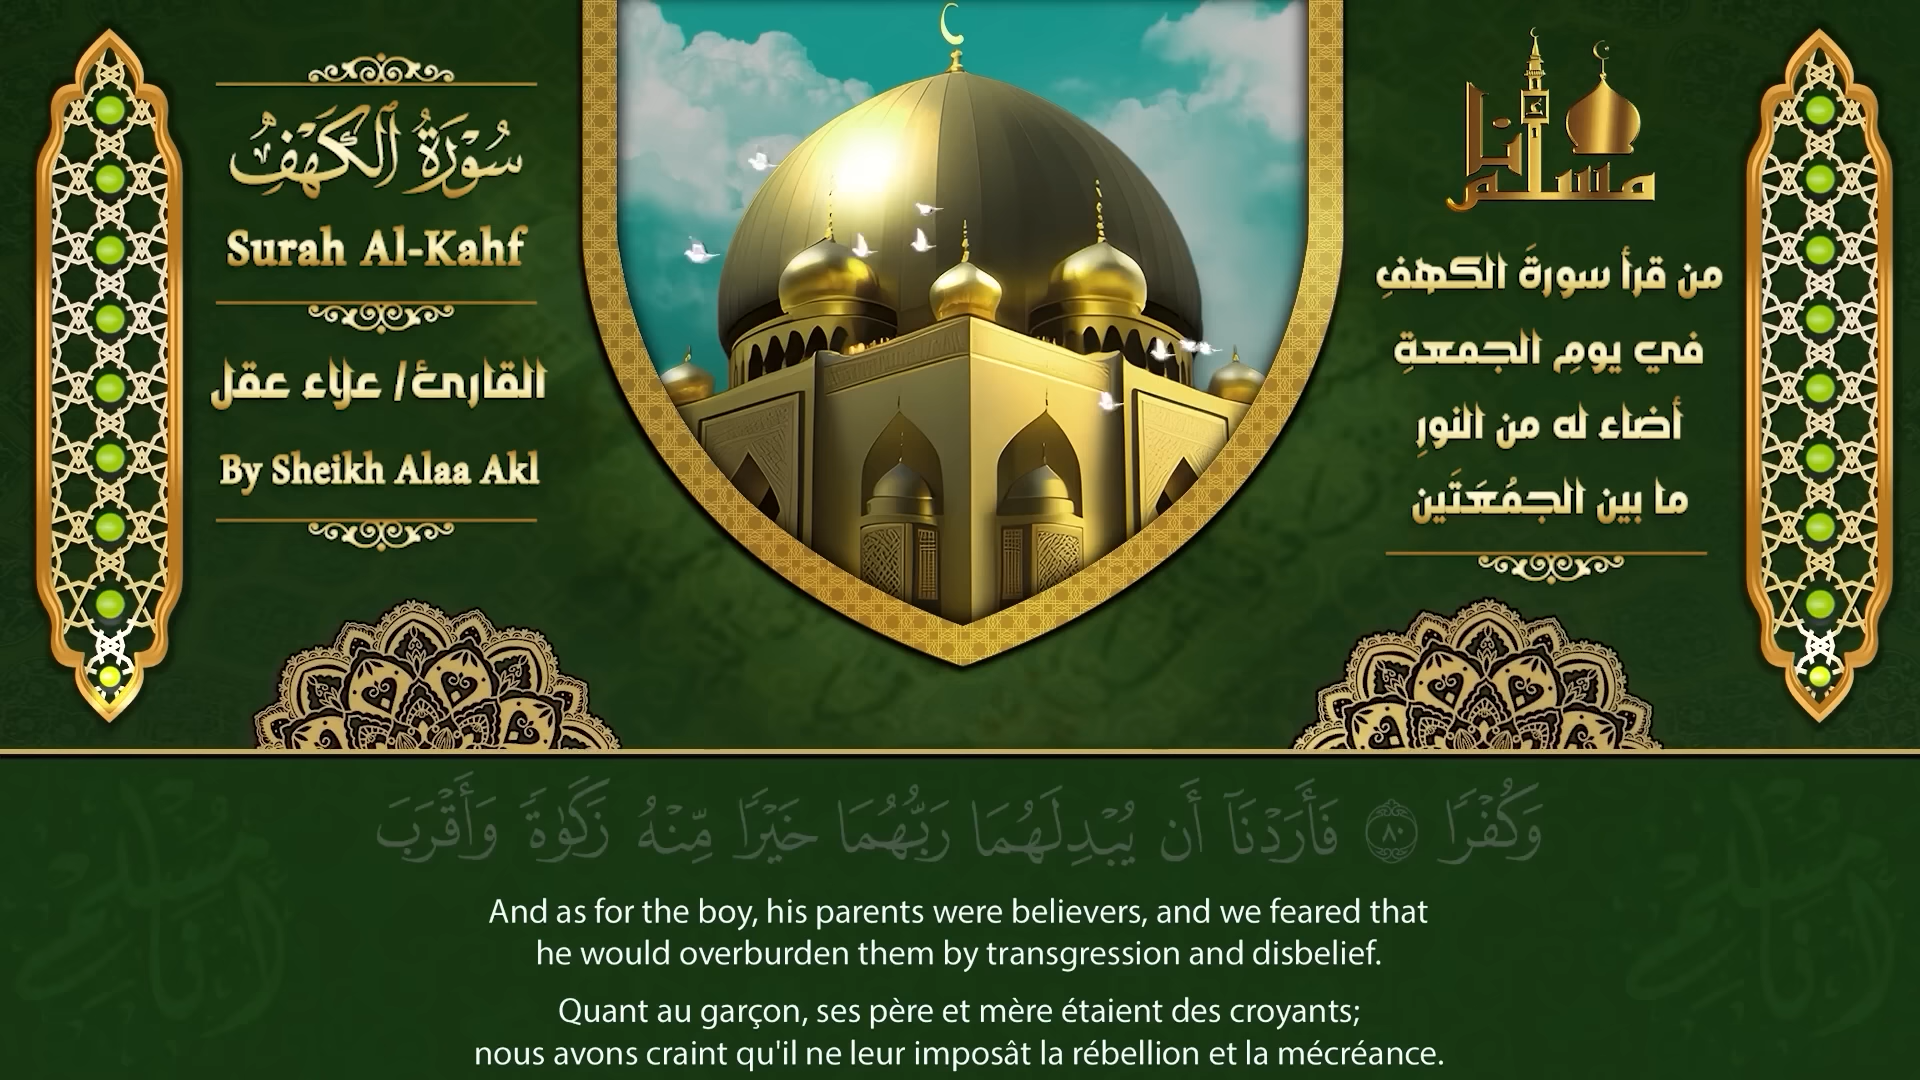 سُوْرَةُ الكَهَفِ
Surah Al-Kahf
القارئ/ علاء عقل
By Sheikh Alaa Akl
أنا
مسلم
من قرأ سورةَ الكهفِ
في يومِ الجمعةِ
أضاء له من النورِ
ما بين الجمُعَتَين
وَكُفْرًا ۝٨٠ فَأَرَدْنَآ أَن يُبْدِلَهُمَا رَبُّهُمَا خَيْرًا مِّنْهُ زَكَوٰةً وَأَقْرَبَ
And as for the boy, his parents were believers, and we feared that
he would overburden them by transgression and disbelief.
Quant au garçon, ses père et mère étaient des croyants;
nous avons craint qu'il ne leur imposât la rébellion et la mécréance.